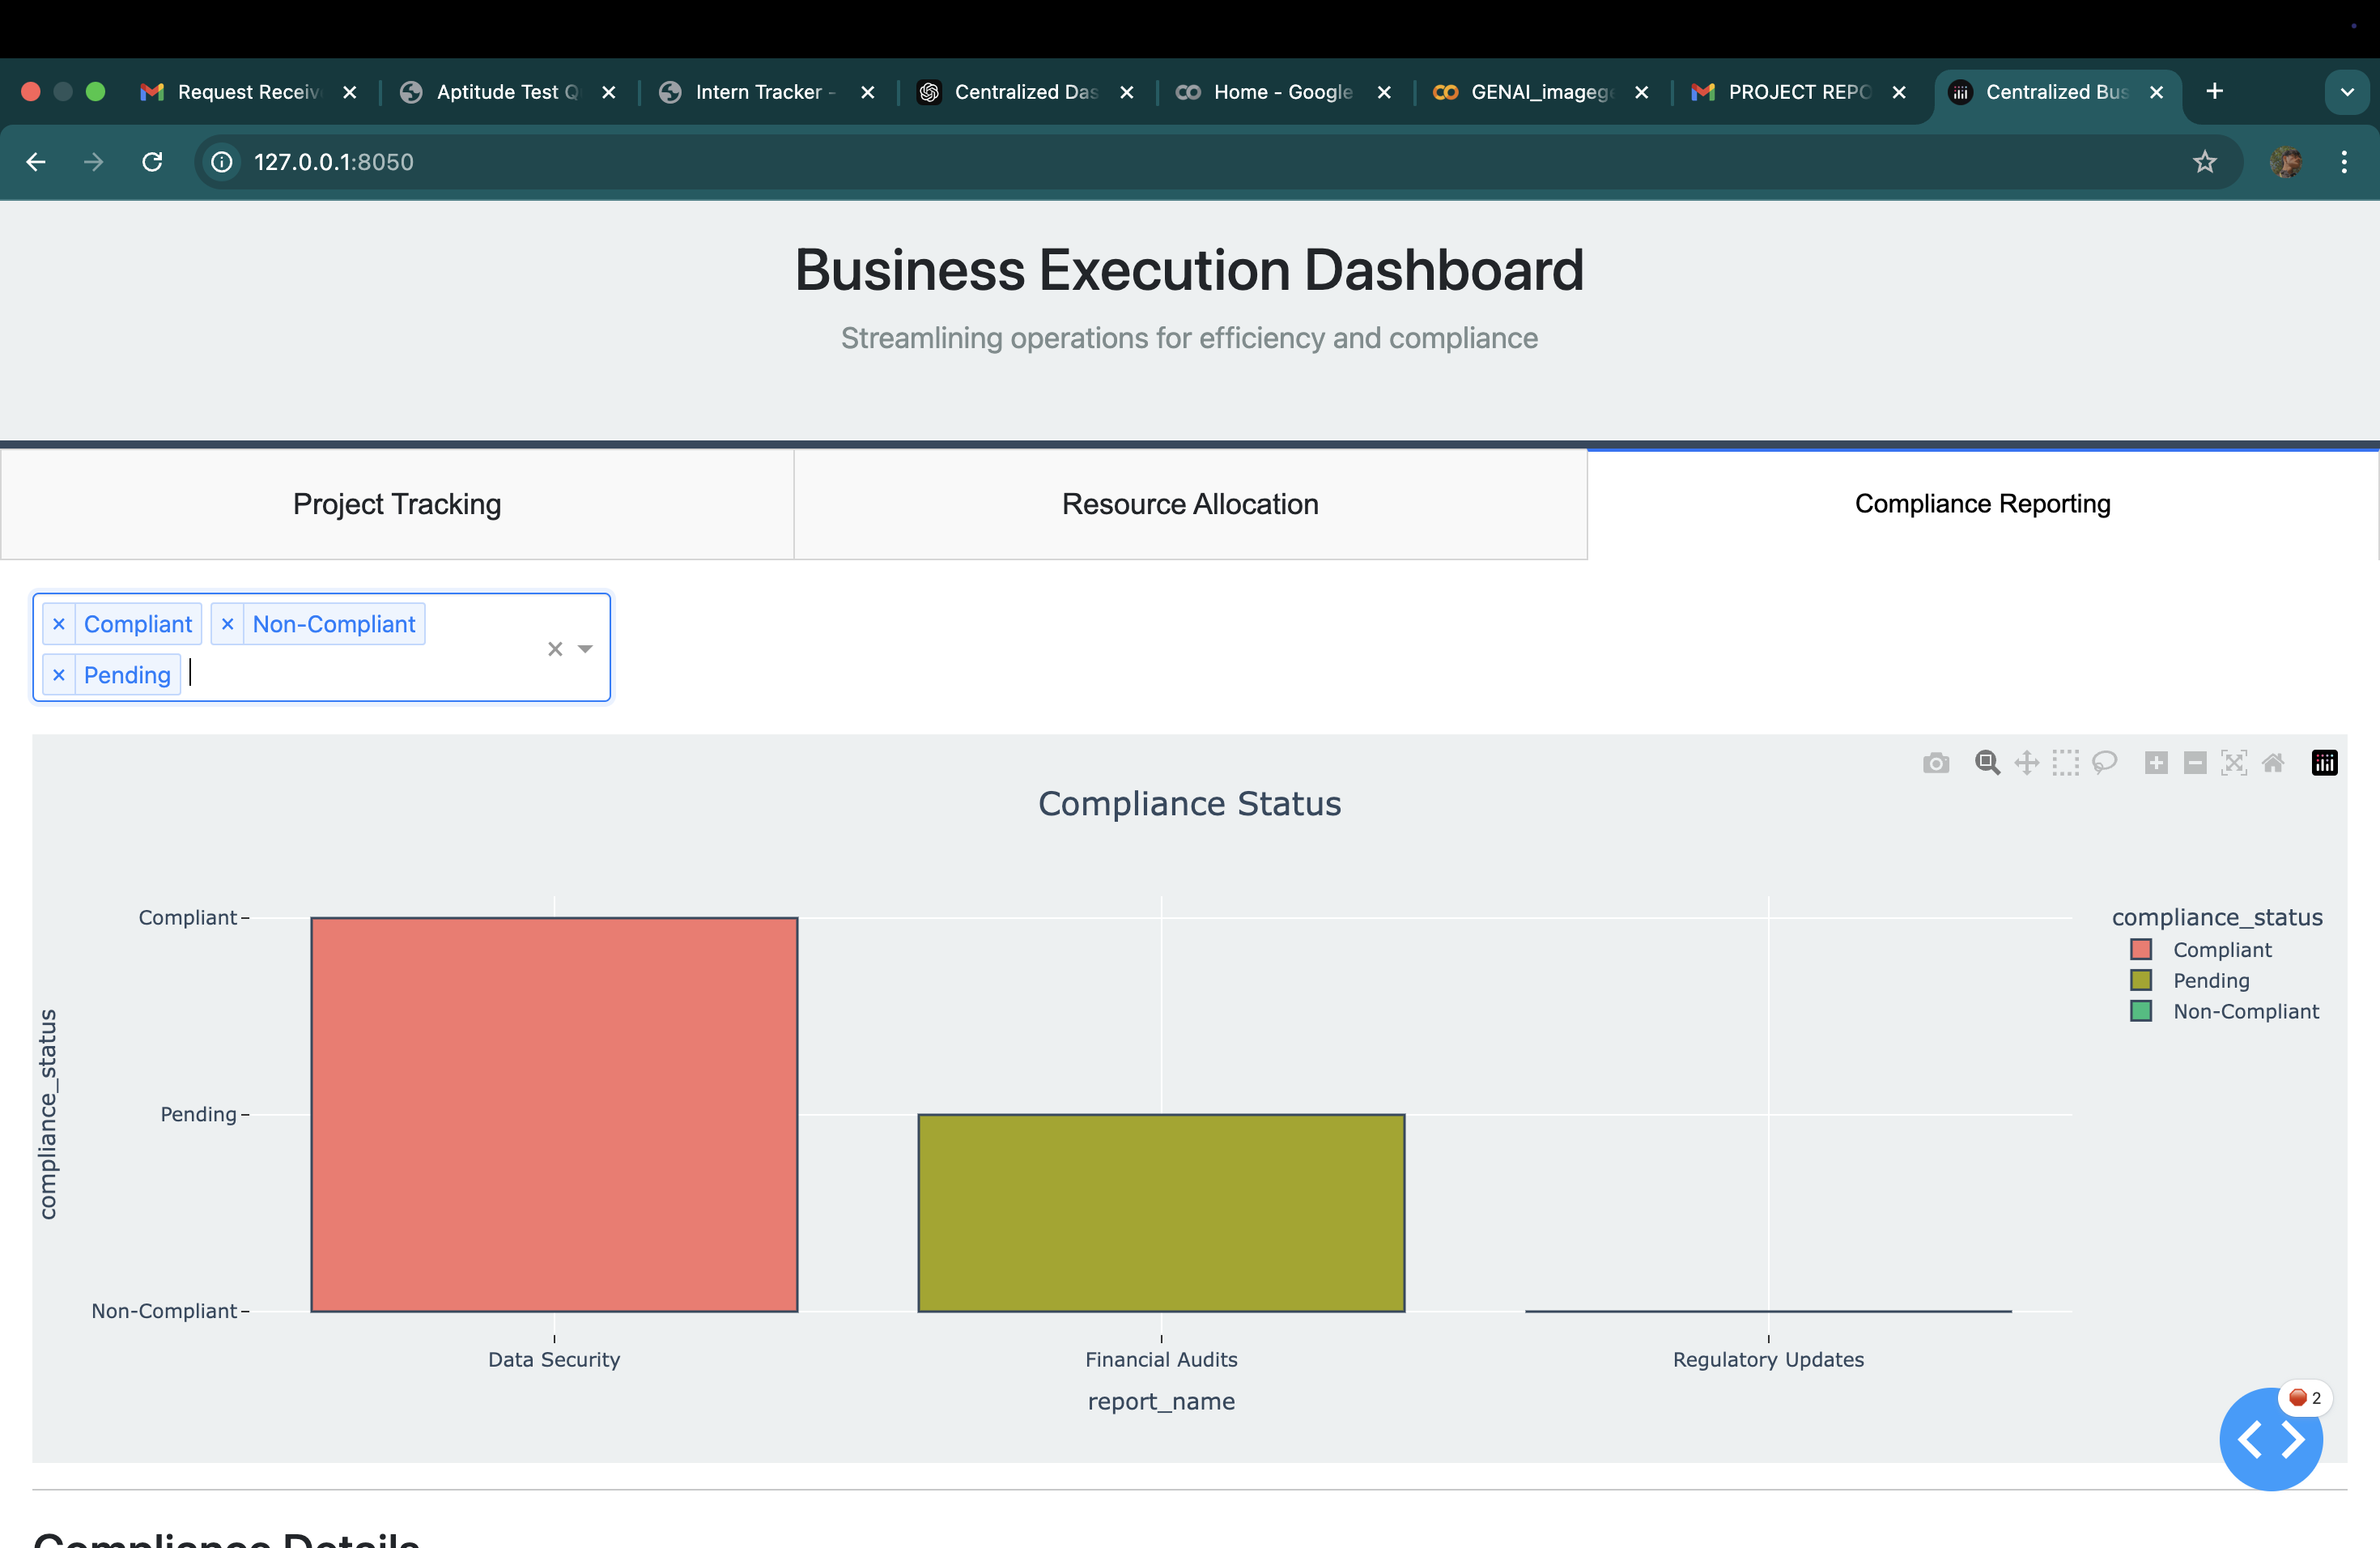 Request Receiv
Aptitude Test Q
Intern Tracker -
Centralized Das
Home - Google
GENAI_imagege
PROJECT REPO
Centralized Bus
127.0.0.1:8050
Business Execution Dashboard
Streamlining operations for efficiency and compliance
Project Tracking
Resource Allocation
Compliance Reporting
× Compliant × Non-Compliant
× Pending
Compliance Status
compliance_status
Compliant
Pending
Non-Compliant
Data Security
Financial Audits
Regulatory Updates
report_name
compliance_status
Compliant
Pending
Non-Compliant
2
Compliance Details